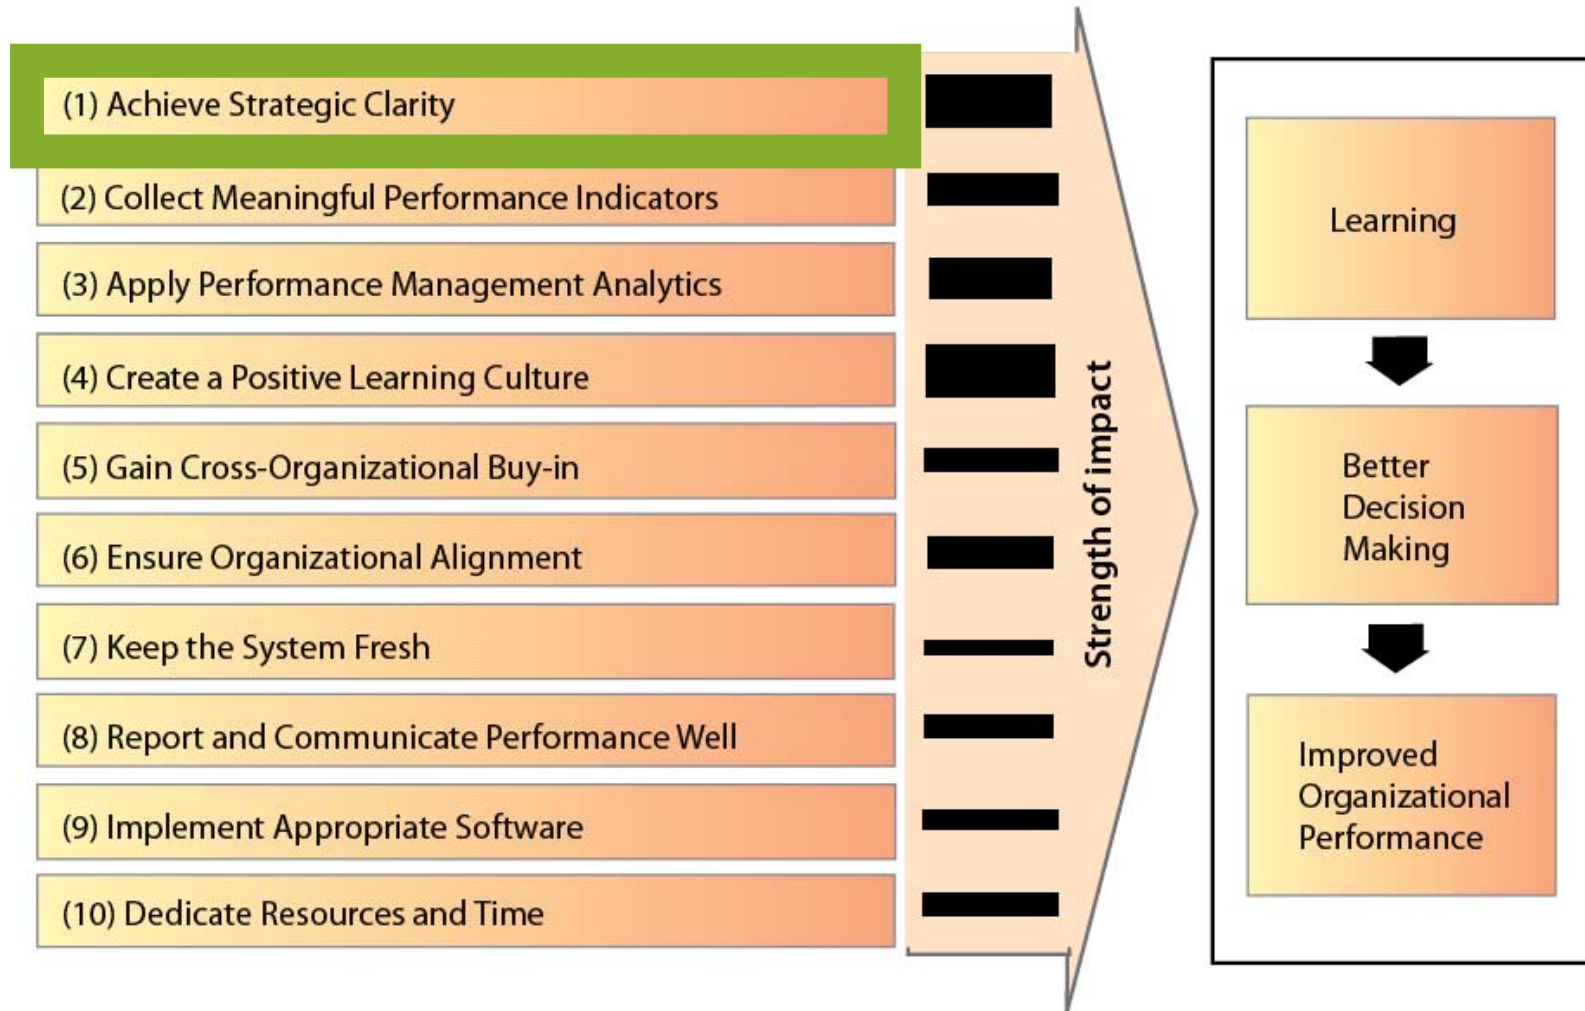 (1) Achieve Strategic Clarity
(2) Collect Meaningful Performance Indicators
(3) Apply Performance Management Analytics
(4) Create a Positive Learning Culture
(5) Gain Cross-Organizational Buy-in
(6) Ensure Organizational Alignment
(7) Keep the System Fresh
(8) Report and Communicate Performance Well
(9) Implement Appropriate Software
(10) Dedicate Resources and Time
Strength of impact
Learning
Better
Decision
Making
Improved
Organizational
Performance